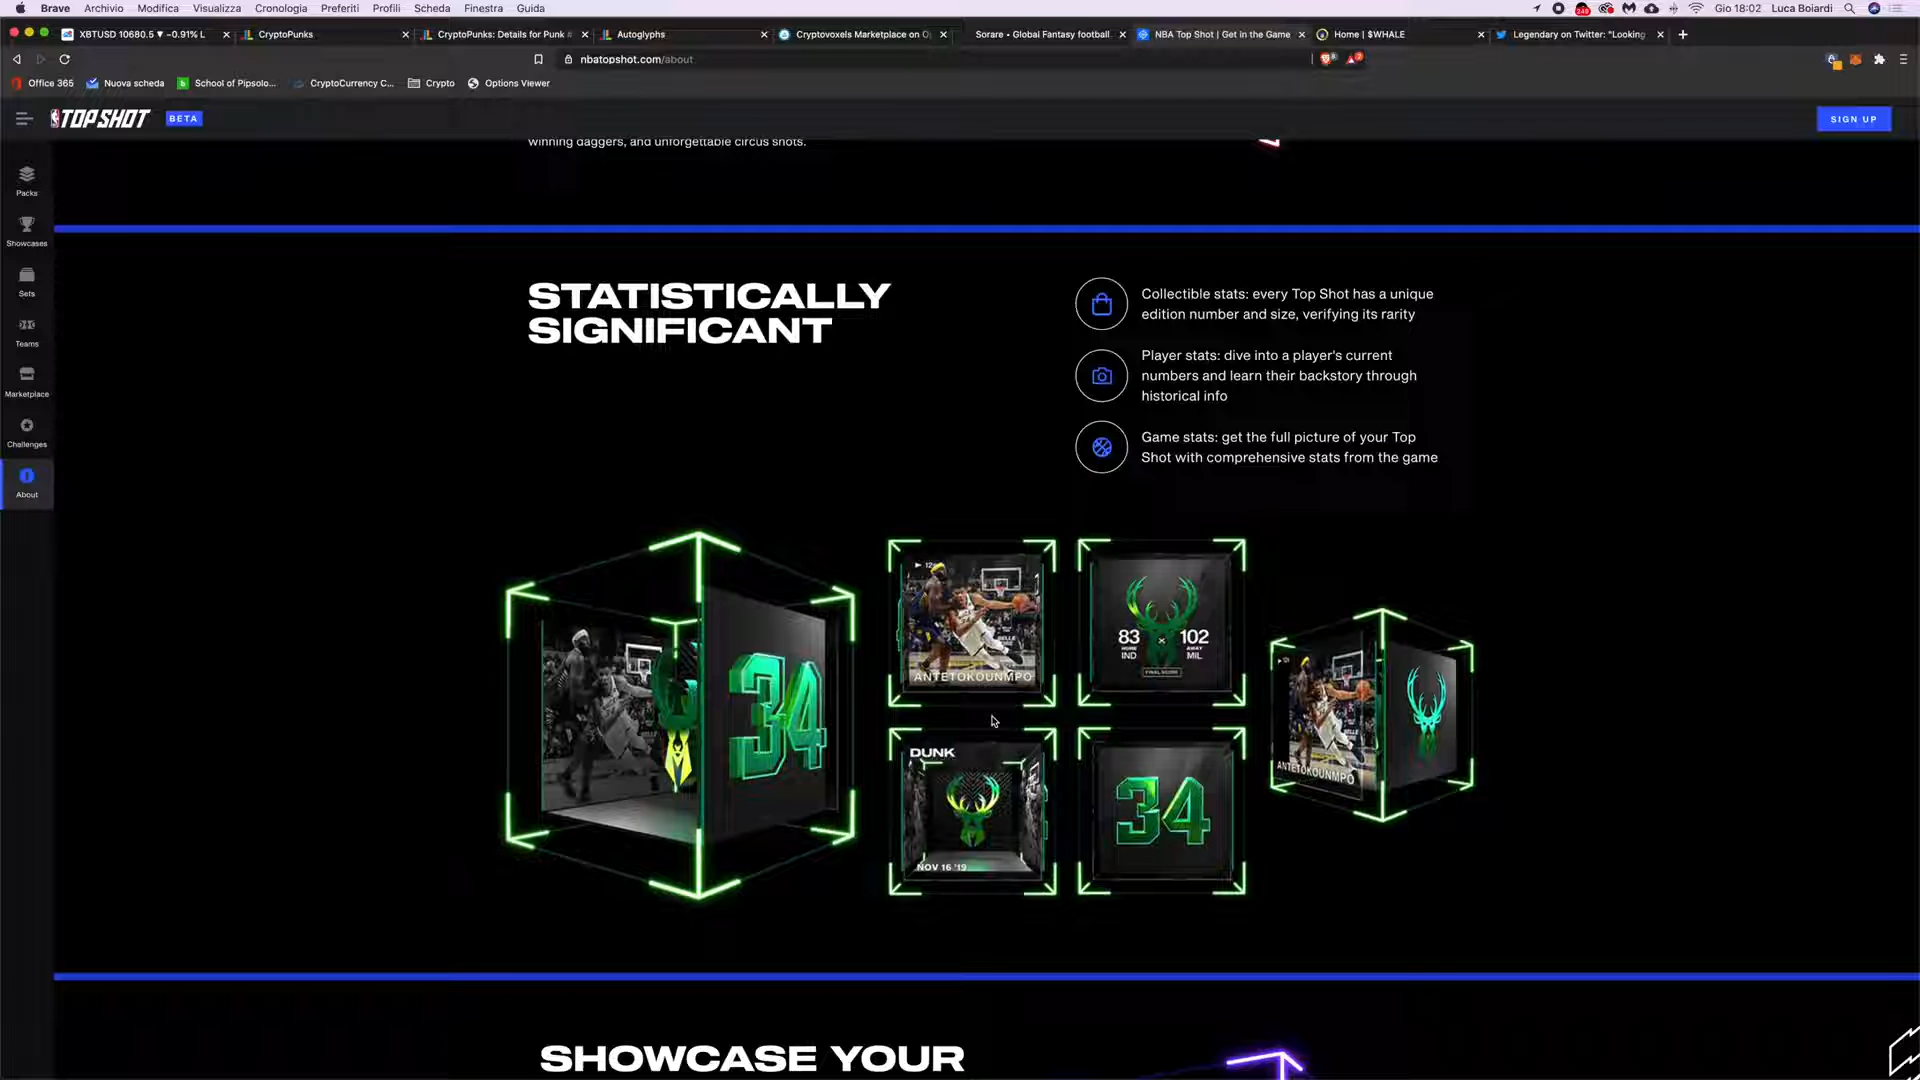 Brave Archivio Modifica Visualizza Cronologia Preferiti Profili Scheda Finestra Guida
Gio 18:02 Luca Boiardi
XBTUSD 10680.5 ▼ -0.91% L
CryptoPunks
CryptoPunks: Details for Punk #
Autoglyphs
Cryptovoxels Marketplace on O
Sorare • Global Fantasy football
NBA Top Shot | Get in the Game
Home | $WHALE
Legendary on Twitter: "Looking
nbatopshot.com/about
Office 365
Nuova scheda
School of Pipsolo...
CryptoCurrency C...
Crypto
Options Viewer
TOP SHOT
BETA
SIGN UP
winning daggers, and unforgettable circus shots.
Packs
Showcases
Sets
Teams
Marketplace
Challenges
About
STATISTICALLY
SIGNIFICANT
Collectible stats: every Top Shot has a unique
edition number and size, verifying its rarity
Player stats: dive into a player's current
numbers and learn their backstory through
historical info
Game stats: get the full picture of your Top
Shot with comprehensive stats from the game
34
ANTETOKOUNMPO
83 102
HOME AWAY
IND MIL
FINAL SCORE
DUNK
NOV 16 '19
34
ANTETOKOUNMPO
SHOWCASE YOUR